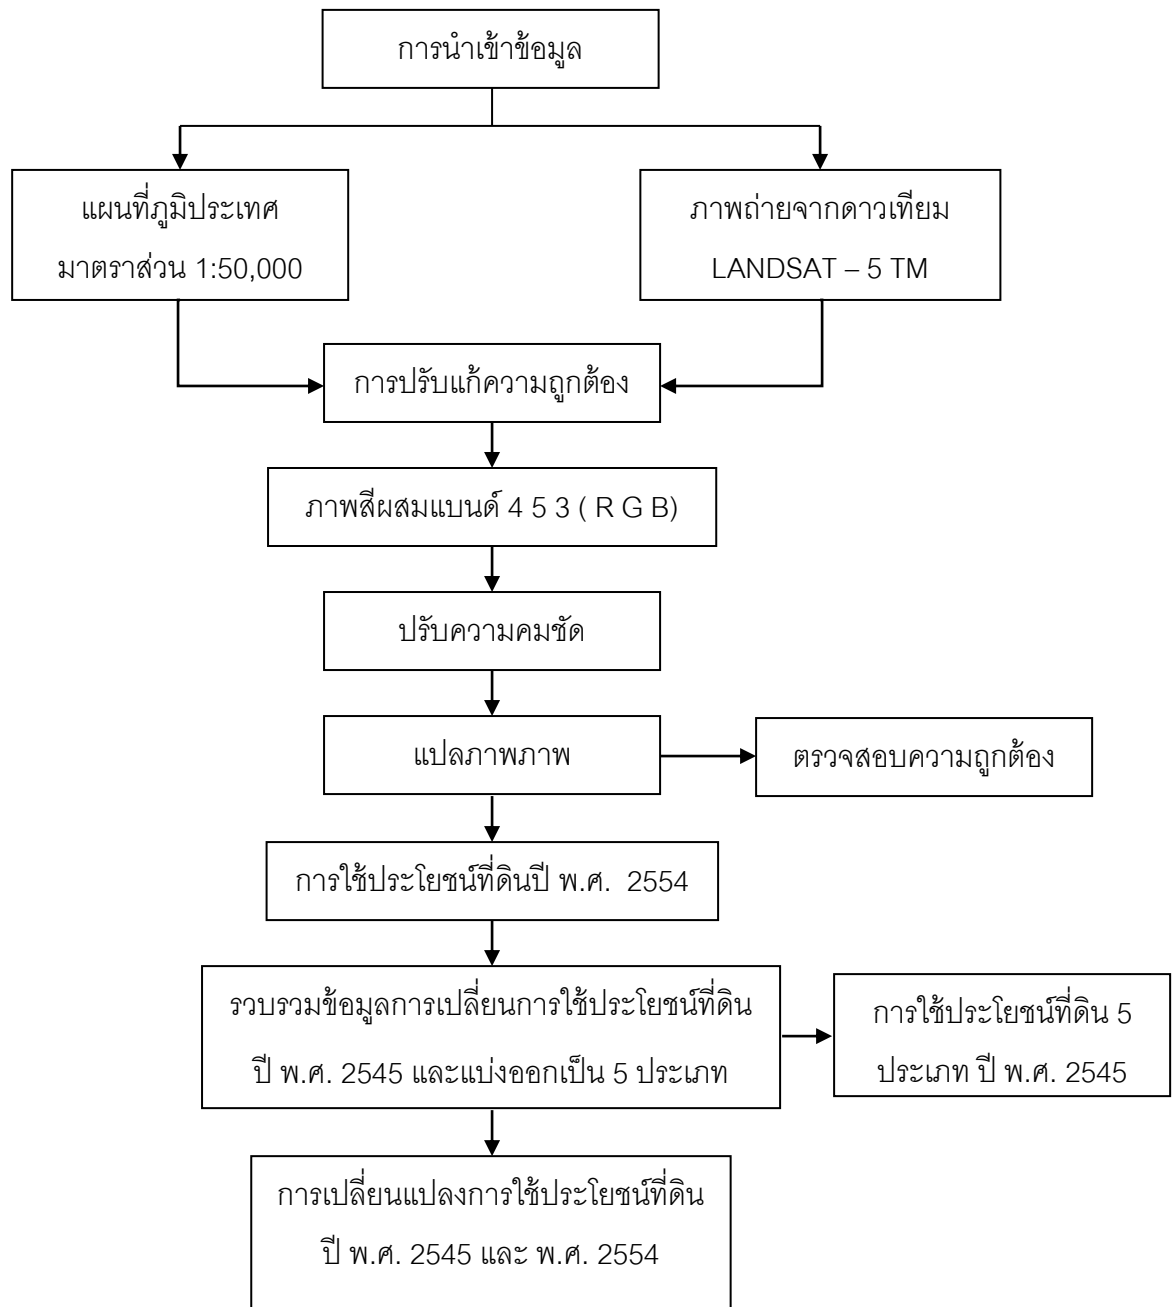 การนำเข้าข้อมูล
แผนที่ภูมิประเทศ
มาตราส่วน 1:50,000
ภาพถ่ายจากดาวเทียม
LANDSAT – 5 TM
การปรับแก้ความถูกต้อง
ภาพสีผสมแบนด์ 4 5 3 ( R G B)
ปรับความคมชัด
แปลภาพภาพ
ตรวจสอบความถูกต้อง
การใช้ประโยชน์ที่ดินปี พ.ศ. 2554
รวบรวมข้อมูลการเปลี่ยนการใช้ประโยชน์ที่ดิน
ปี พ.ศ. 2545 และแบ่งออกเป็น 5 ประเภท
การใช้ประโยชน์ที่ดิน 5
ประเภท ปี พ.ศ. 2545
การเปลี่ยนแปลงการใช้ประโยชน์ที่ดิน
ปี พ.ศ. 2545 และ พ.ศ. 2554